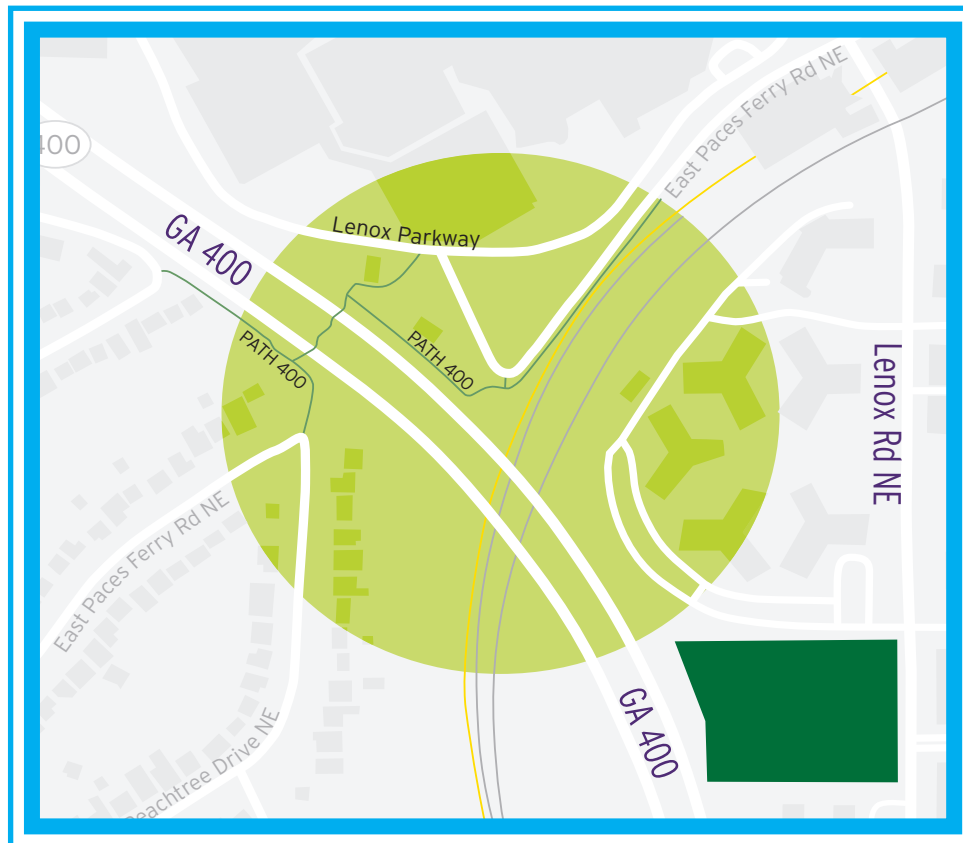 East Paces Ferry Rd NE
400
GA 400
Lenox Parkway
PATH 400
PATH 400
Lenox Rd NE
East Paces Ferry Rd NE
GA 400
eachtree Drive NE